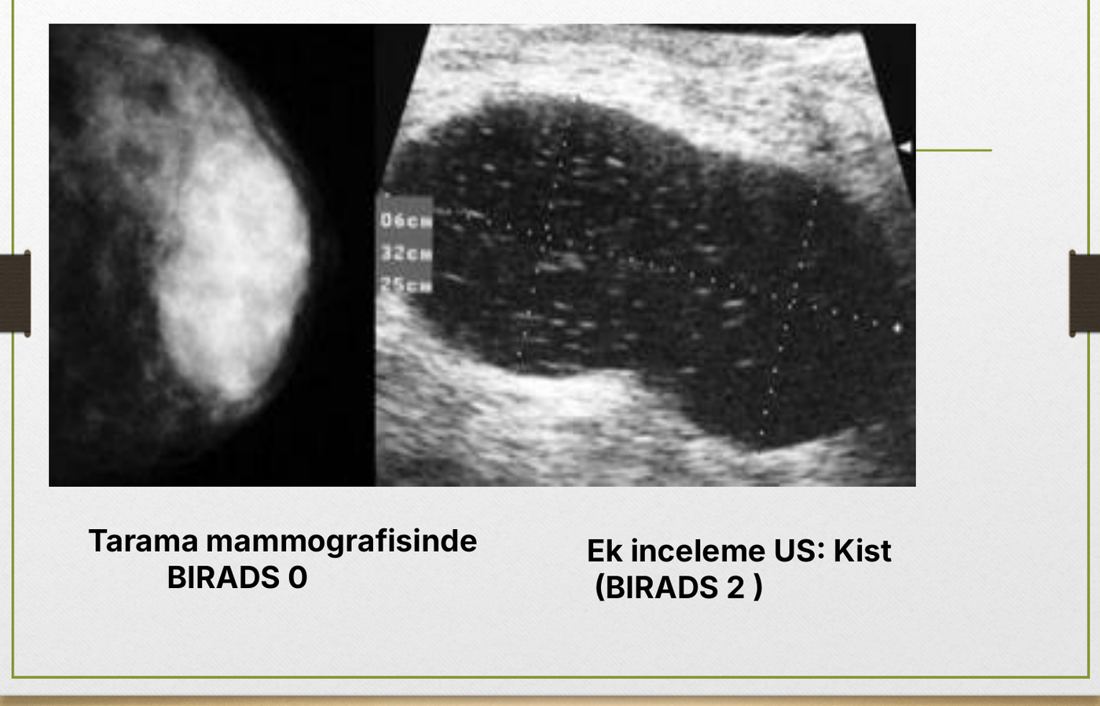 06cm
32cm
25cm
Tarama mammografisinde
BIRADS 0
Ek inceleme US: Kist
(BIRADS 2 )